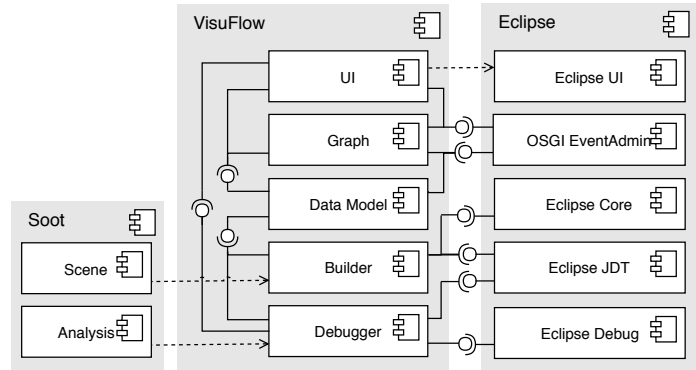 VisuFlow
Eclipse
UI
Eclipse UI
Graph
OSGI EventAdmin
Data Model
Eclipse Core
Soot
Scene
Builder
Eclipse JDT
Analysis
Debugger
Eclipse Debug